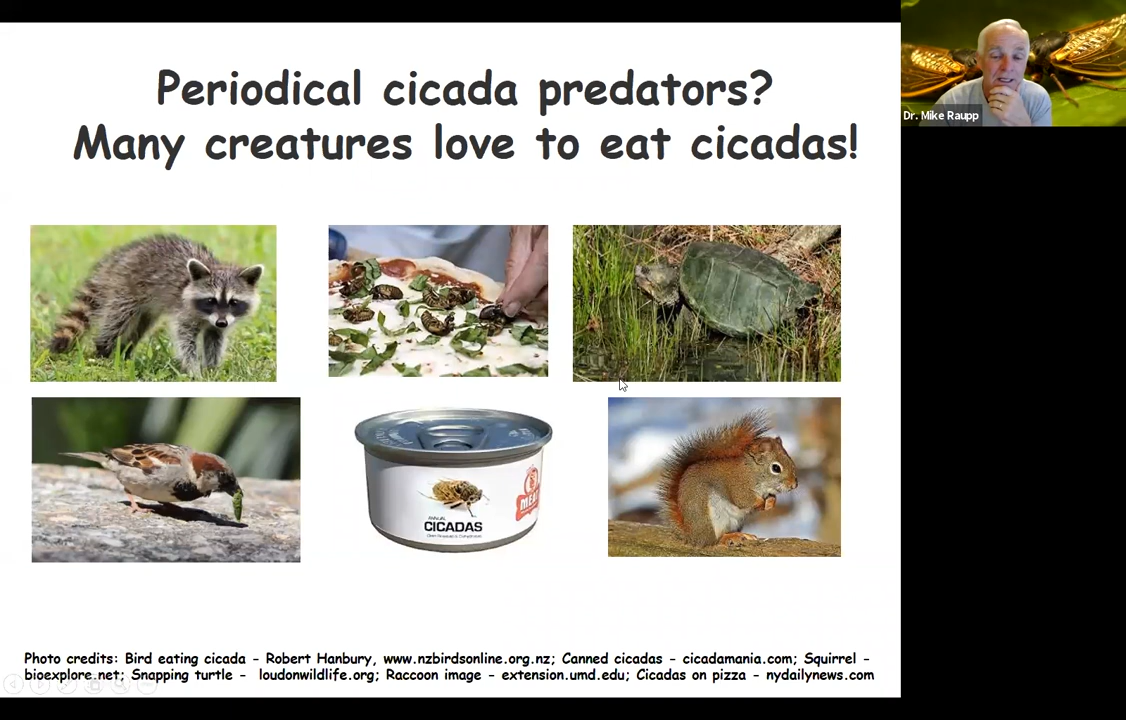 Periodical cicada predators?
Many creatures love to eat cicadas!
Dr. Mike Raupp
MEAT
ANNUAL
CICADAS
Photo credits: Bird eating cicada - Robert Hanbury, www.nzbirdsonline.org.nz; Canned cicadas - cicadamania.com; Squirrel -
bioexplore.net; Snapping turtle - loudonwildlife.org; Raccoon image - extension.umd.edu; Cicadas on pizza - nydailynews.com